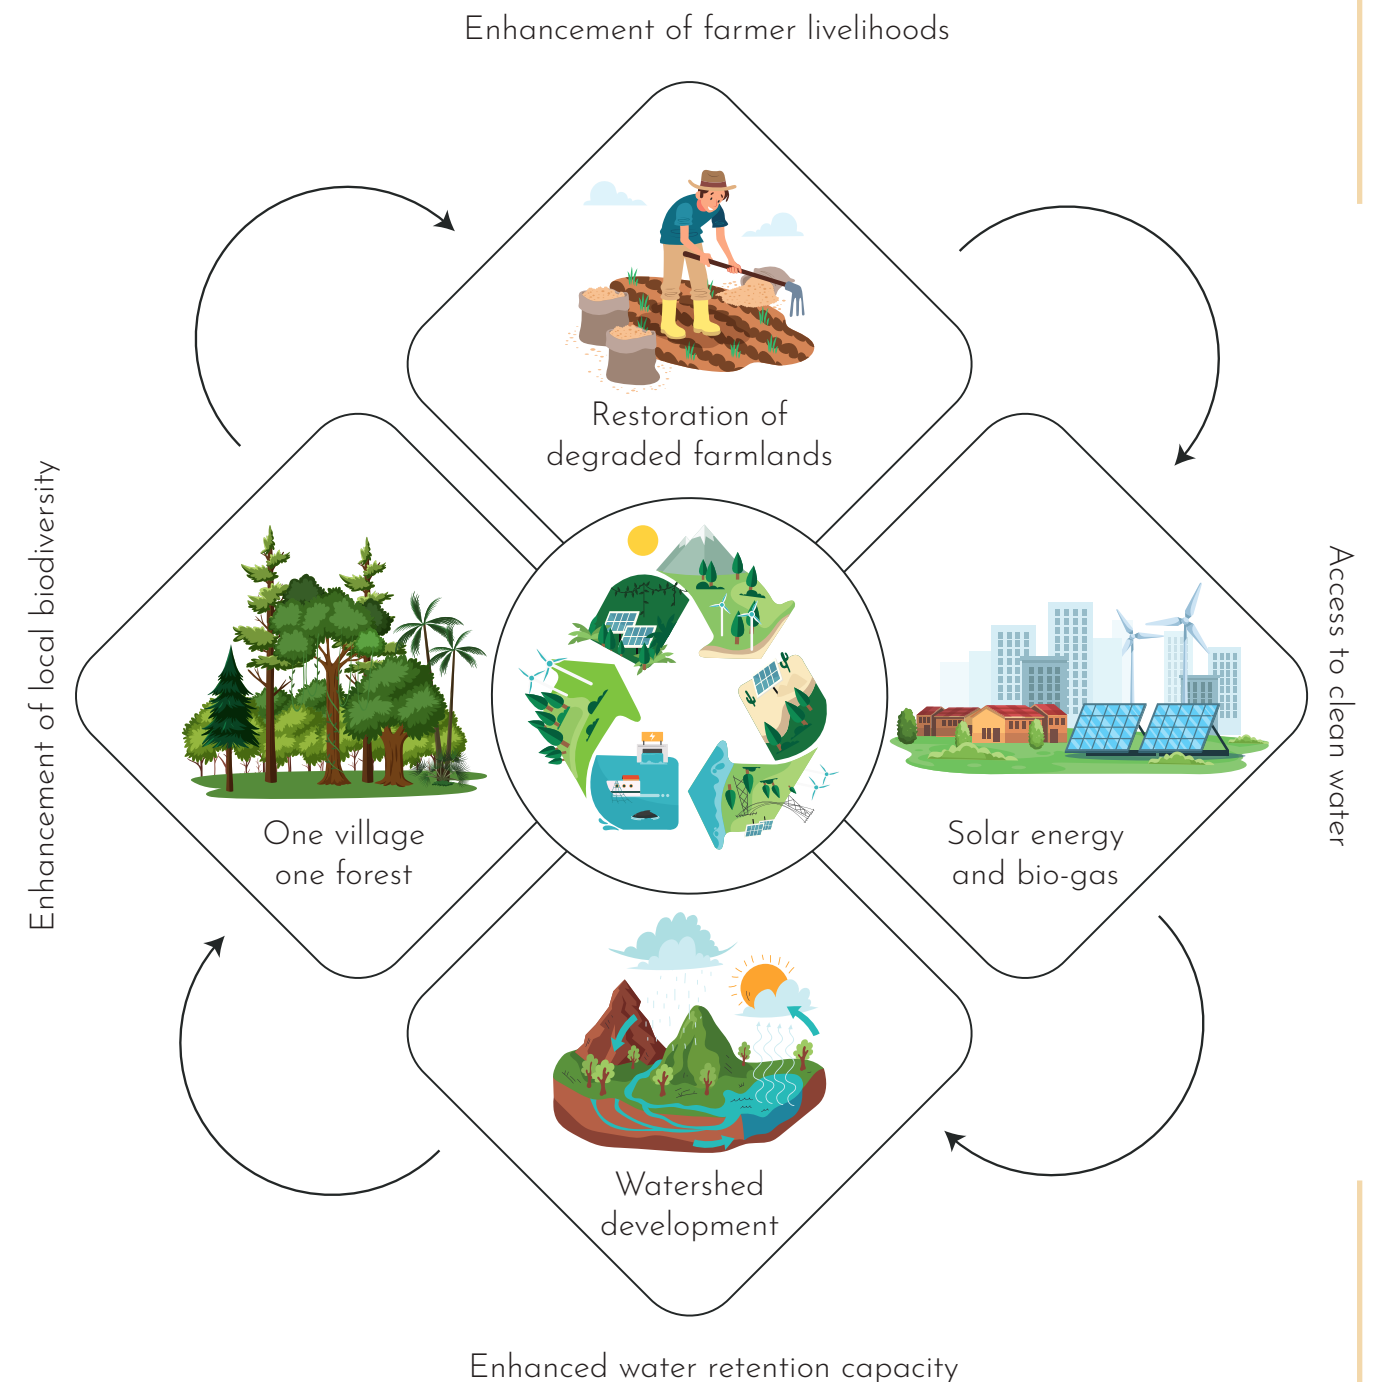 Enhancement of farmer livelihoods
Restoration of
degraded farmlands
Enhancement of local biodiversity
One village
one forest
Solar energy
and bio-gas
Access to clean water
Watershed
development
Enhanced water retention capacity